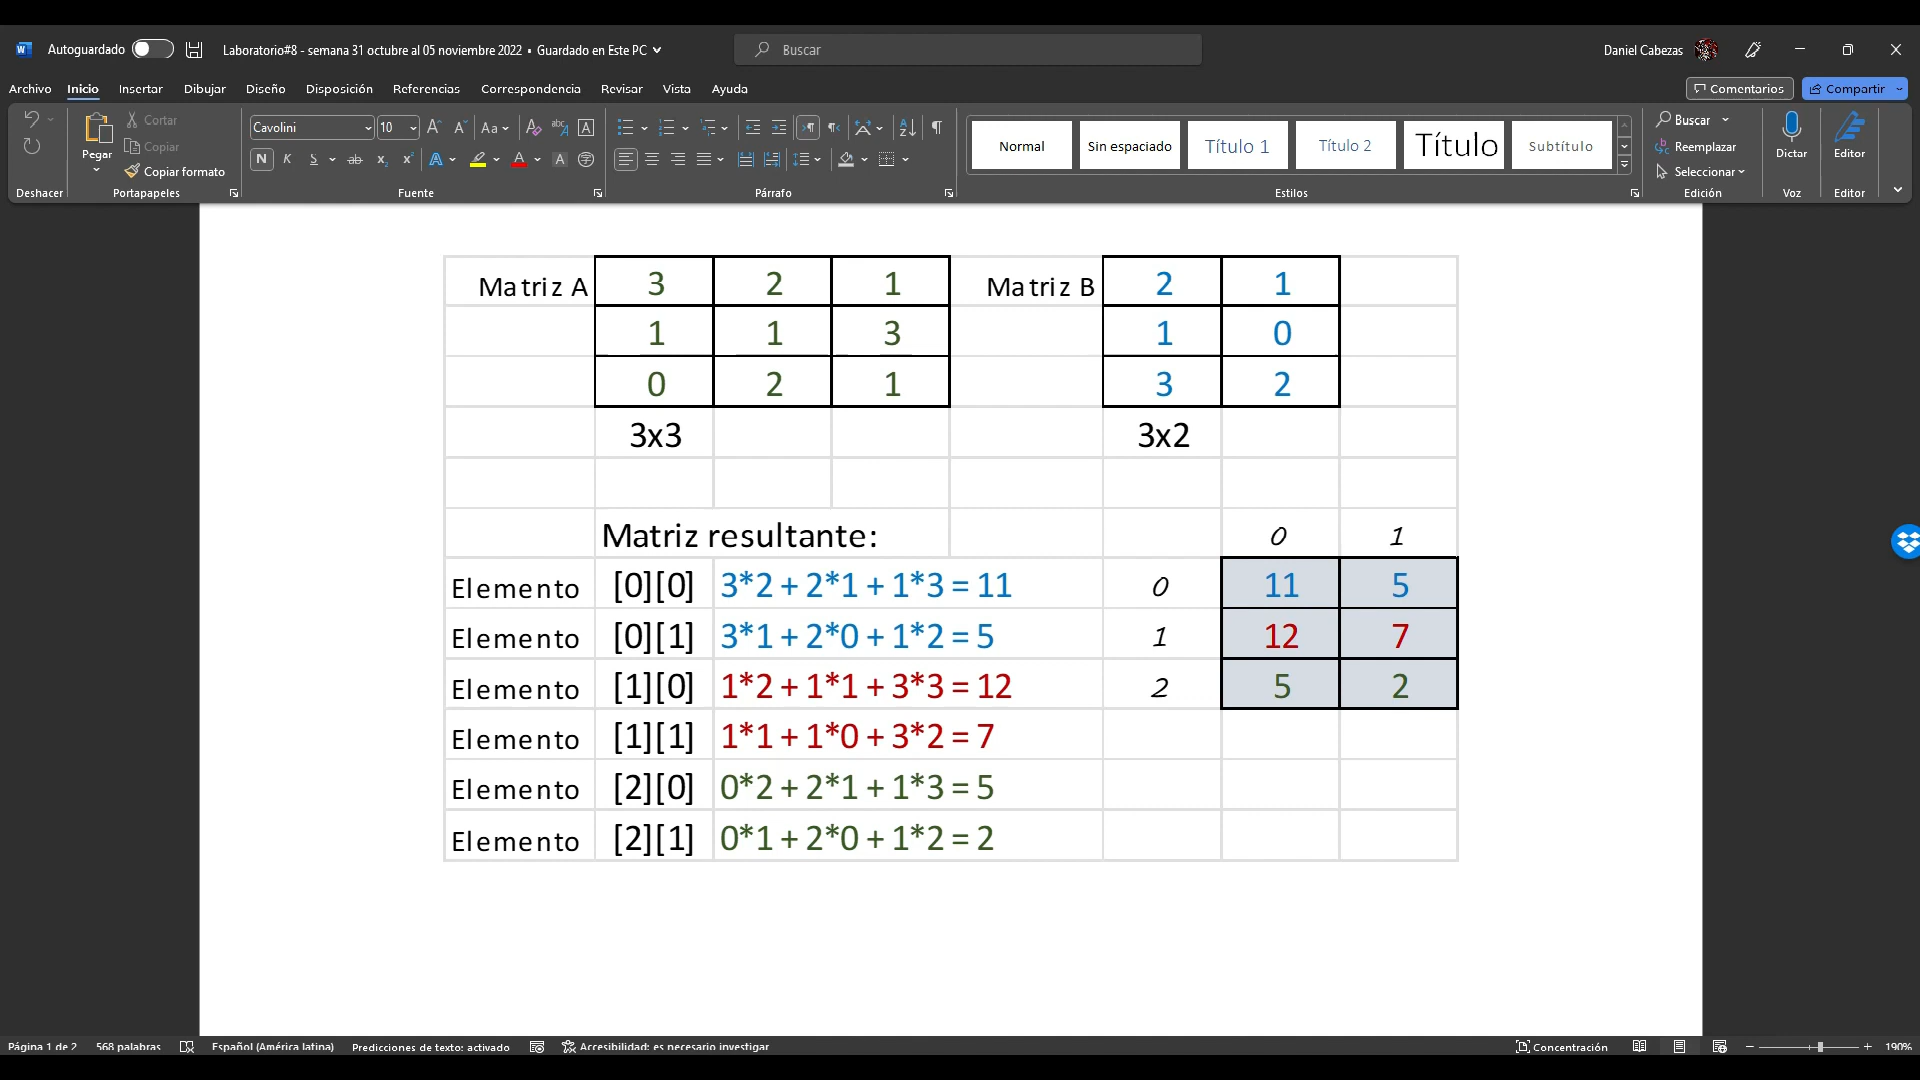 Autoguardado Laboratorio#8 - semana 31 octubre al 05 noviembre 2022 • Guardado en Este PC Buscar Daniel Cabezas
Archivo Inicio Insertar Dibujar Diseño Disposición Referencias Correspondencia Revisar Vista Ayuda Comentarios Compartir
Pegar Cortar Copiar Copiar formato
Cavolini 10 Aa
N K S ab x₂ x² A A A
Normal Sin espaciado Título 1 Título 2 Título Subtítulo
Buscar
Reemplazar
Seleccionar
Dictar Editor
Deshacer Portapapeles Fuente Párrafo Estilos Edición Voz Editor
Matriz A 3 2 1 Matriz B 2 1
1 1 3 1 0
0 2 1 3 2
3x3 3x2
Matriz resultante: 0 1
Elemento [0][0] 3*2 + 2*1 + 1*3 = 11 0 11 5
Elemento [0][1] 3*1 + 2*0 + 1*2 = 5 1 12 7
Elemento [1][0] 1*2 + 1*1 + 3*3 = 12 2 5 2
Elemento [1][1] 1*1 + 1*0 + 3*2 = 7
Elemento [2][0] 0*2 + 2*1 + 1*3 = 5
Elemento [2][1] 0*1 + 2*0 + 1*2 = 2
Página 1 de 2 568 palabras Español (América latina) Predicciones de texto: activado Accesibilidad: es necesario investigar Concentración 190%